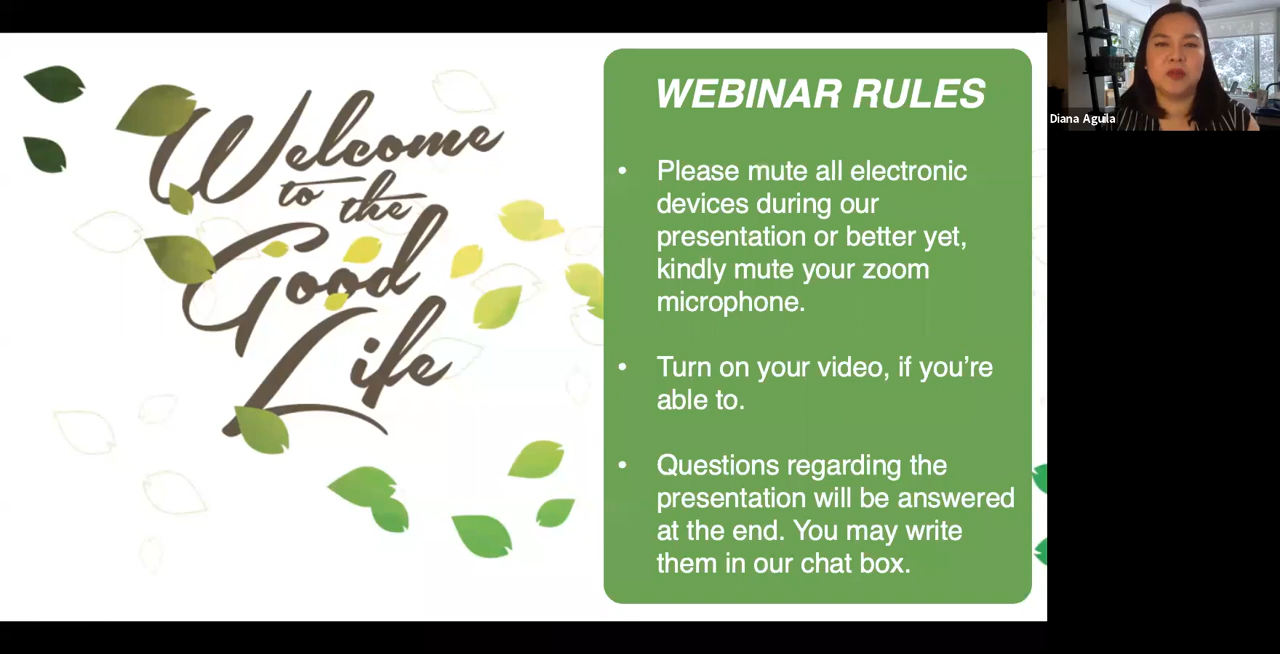 Welcome
to the
Good
Life
WEBINAR RULES
• Please mute all electronic
devices during our
presentation or better yet,
kindly mute your zoom
microphone.
• Turn on your video, if you’re
able to.
• Questions regarding the
presentation will be answered
at the end. You may write
them in our chat box.
Diana Aguila